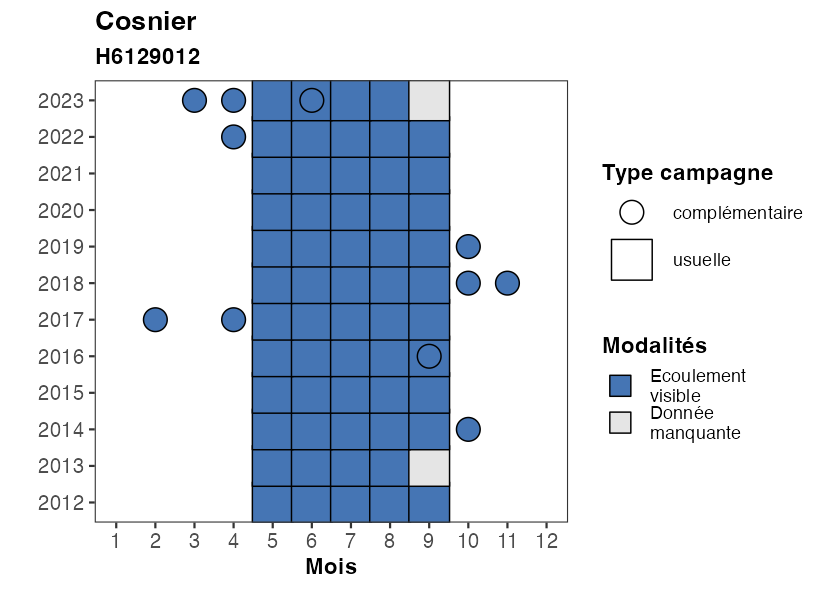 Cosnier
H6129012
2023
2022
2021
2020
2019
2018
2017
2016
2015
2014
2013
2012
1 2 3 4 5 6 7 8 9 10 11 12
Mois
Type campagne
complémentaire
usuelle
Modalités
Ecoulement
visible
Donnée
manquante